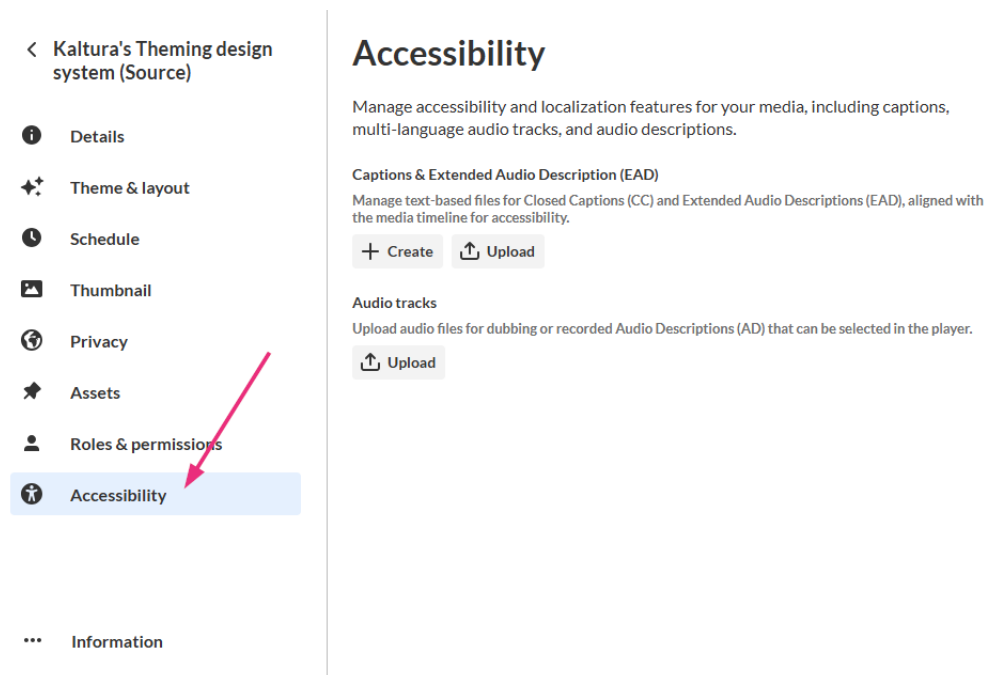 Kaltura's Theming design
system (Source)
Details
Theme & layout
Schedule
Thumbnail
Privacy
Assets
Roles & permissions
Accessibility
Information
Accessibility
Manage accessibility and localization features for your media, including captions,
multi-language audio tracks, and audio descriptions.
Captions & Extended Audio Description (EAD)
Manage text-based files for Closed Captions (CC) and Extended Audio Descriptions (EAD), aligned with
the media timeline for accessibility.
Create Upload
Audio tracks
Upload audio files for dubbing or recorded Audio Descriptions (AD) that can be selected in the player.
Upload